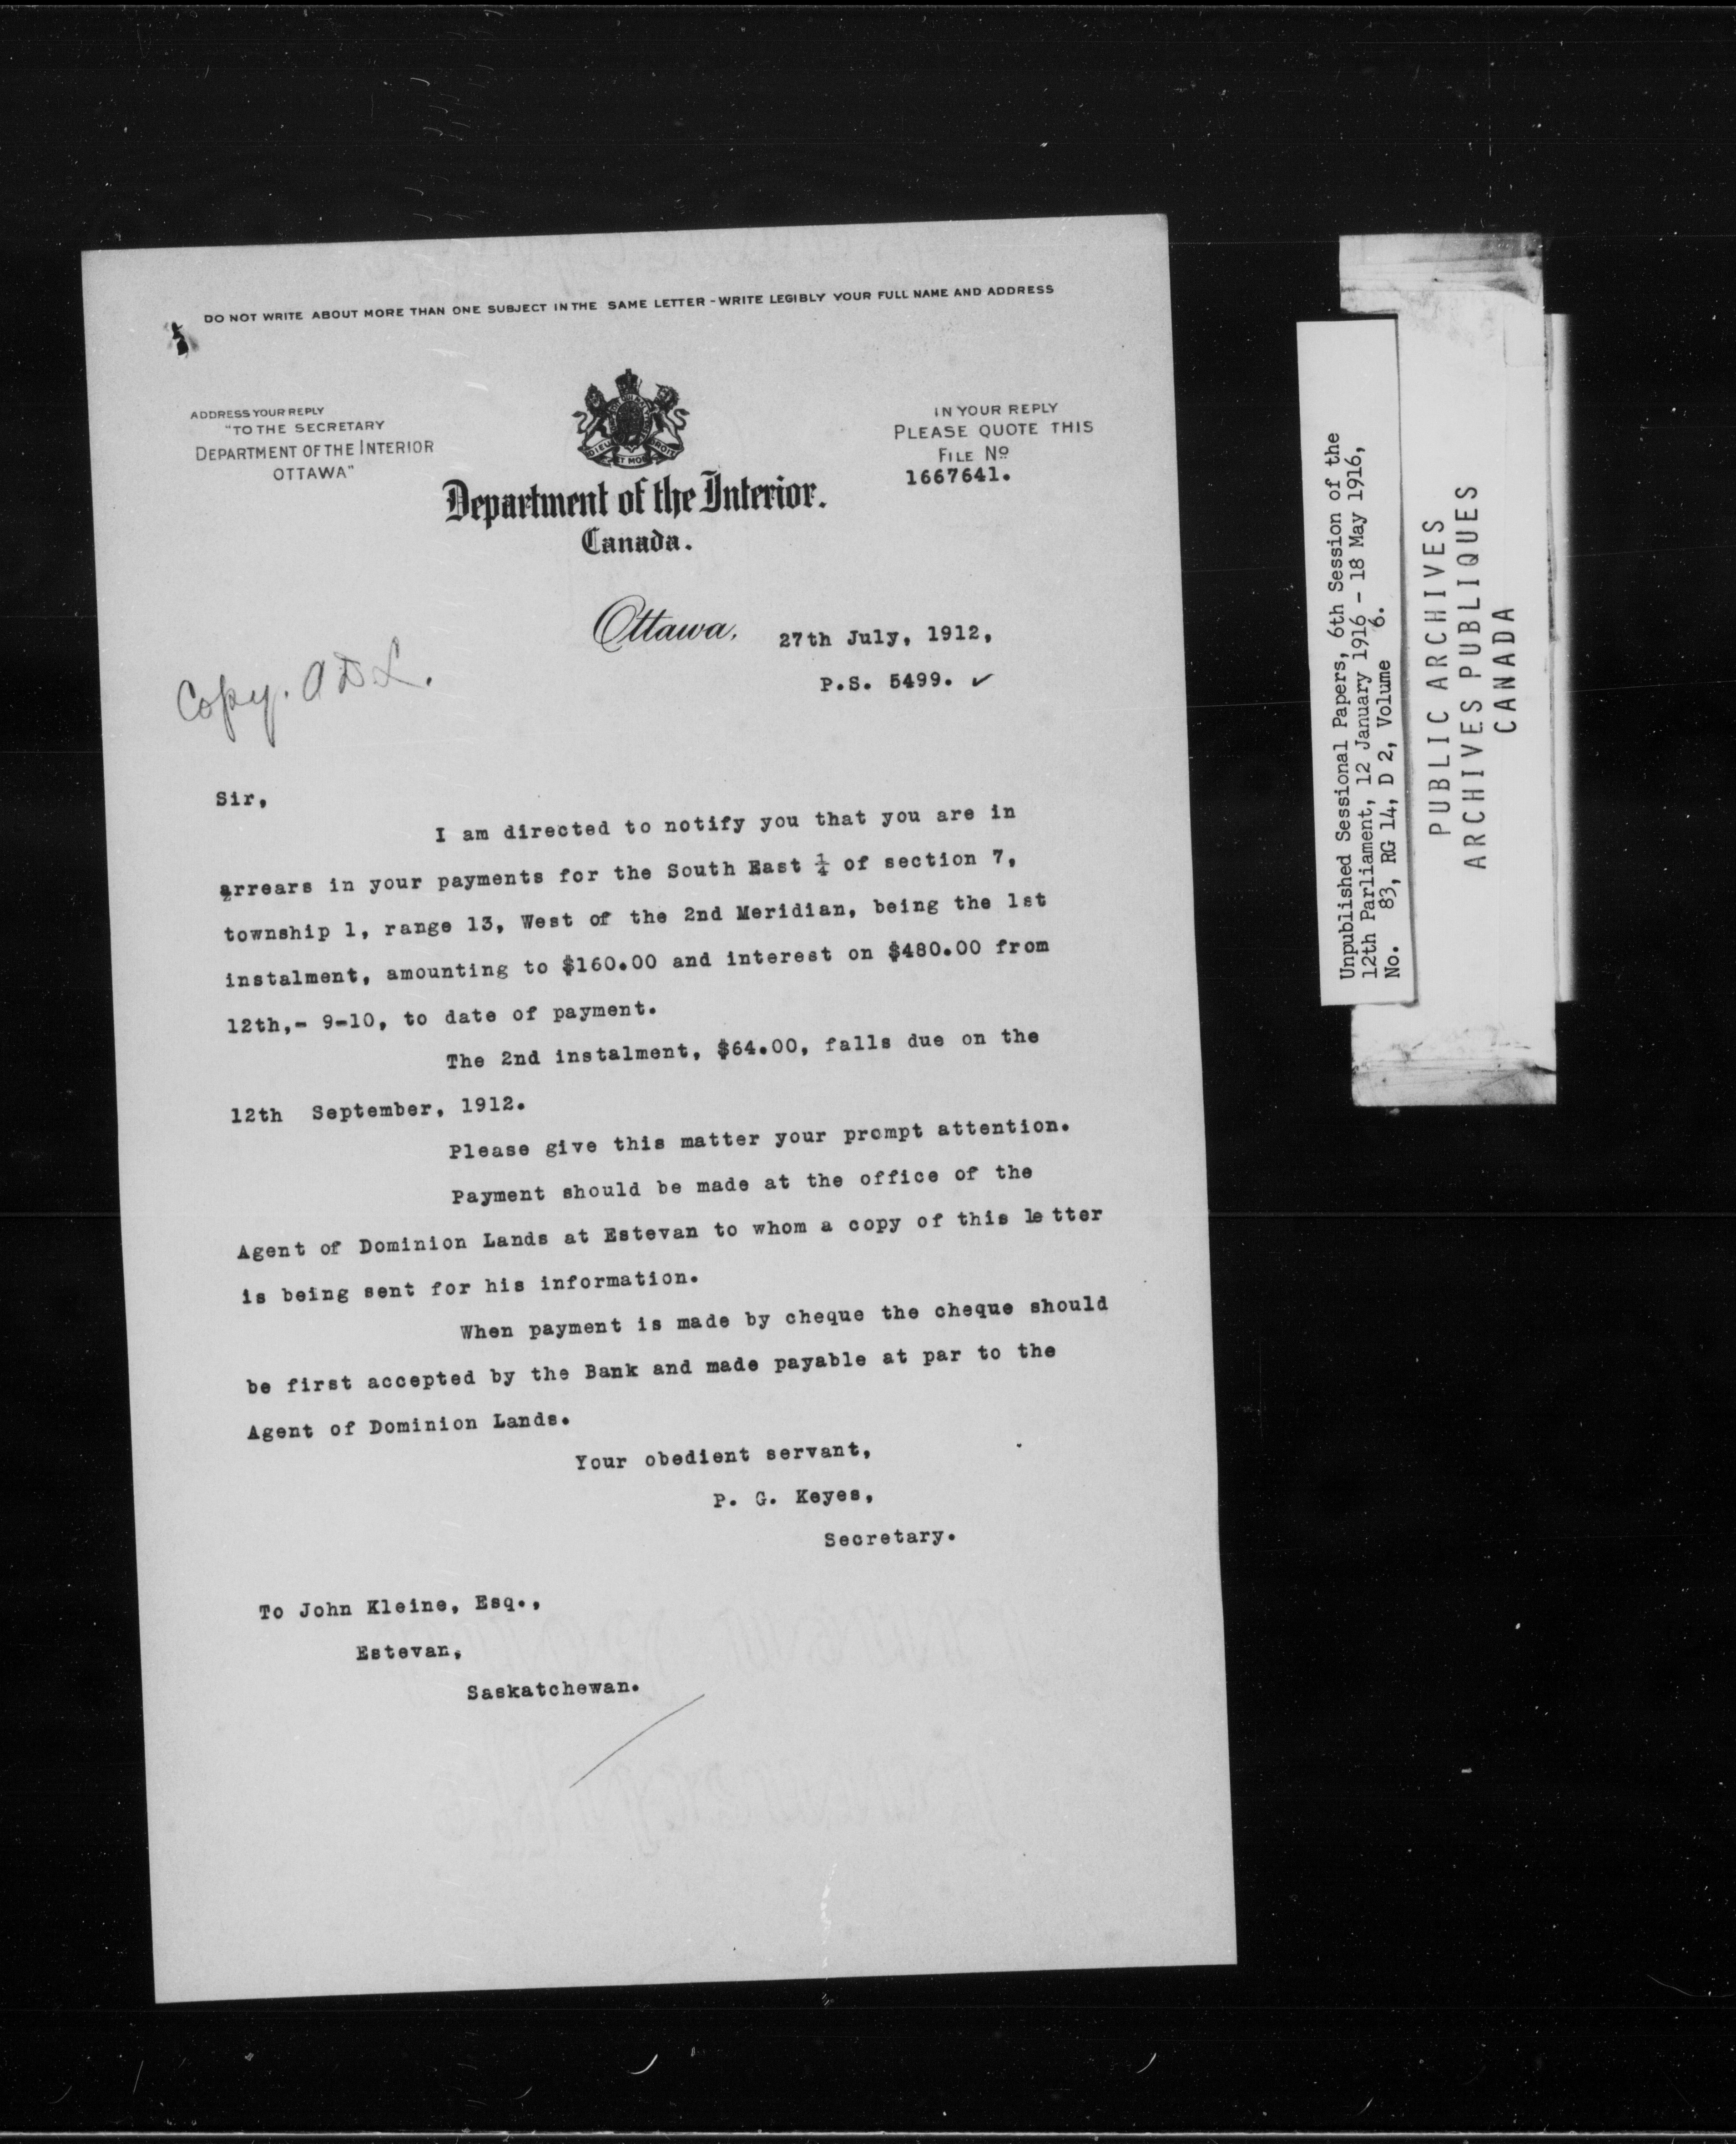 DO NOT WRITE ABOUT MORE THAN ONE SUBJECT IN THE SAME LETTER - WRITE LEGIBLY YOUR FULL NAME AND ADDRESS
ADDRESS YOUR REPLY
"TO THE SECRETARY
DEPARTMENT OF THE INTERIOR
OTTAWA"
DIEU ET MON DROIT
IN YOUR REPLY
PLEASE QUOTE THIS
FILE No
1667641.
Department of the Interior.
Canada.
Ottawa, 27th July, 1912,
P.S. 5499. ✓
Copy. A D L.
Sir,
I am directed to notify you that you are in
arrears in your payments for the South East ¼ of section 7,
township 1, range 13, West of the 2nd Meridian, being the 1st
instalment, amounting to $160.00 and interest on $480.00 from
12th,- 9-10, to date of payment.
The 2nd instalment, $64.00, falls due on the
12th September, 1912.
Please give this matter your prompt attention.
Payment should be made at the office of the
Agent of Dominion Lands at Estevan to whom a copy of this le tter
is being sent for his information.
When payment is made by cheque the cheque should
be first accepted by the Bank and made payable at par to the
Agent of Dominion Lands.
Your obedient servant,
P. G. Keyes,
Secretary.
To John Kleine, Esq.,
Estevan,
Saskatchewan.
Unpublished Sessional Papers, 6th Session of the
12th Parliament, 12 January 1916 - 18 May 1916,
No. 83, RG 14, D 2, Volume 6.
PUBLIC ARCHIVES
ARCHIVES PUBLIQUES
CANADA